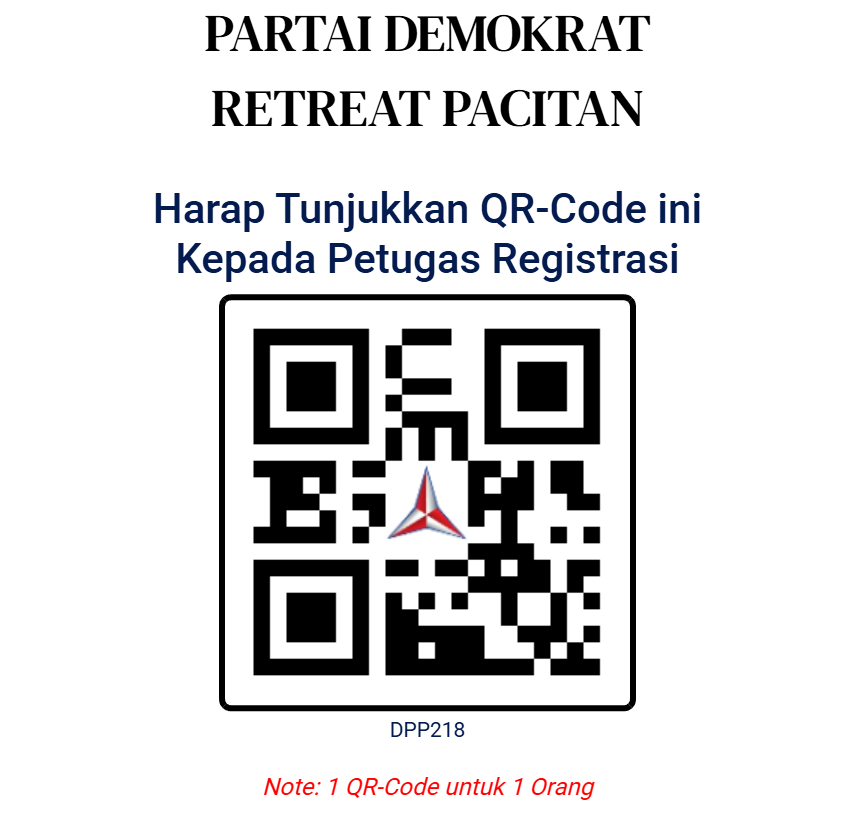 PARTAI DEMOKRAT
RETREAT PACITAN
Harap Tunjukkan QR-Code ini
Kepada Petugas Registrasi
DPP218
Note: 1 QR-Code untuk 1 Orang